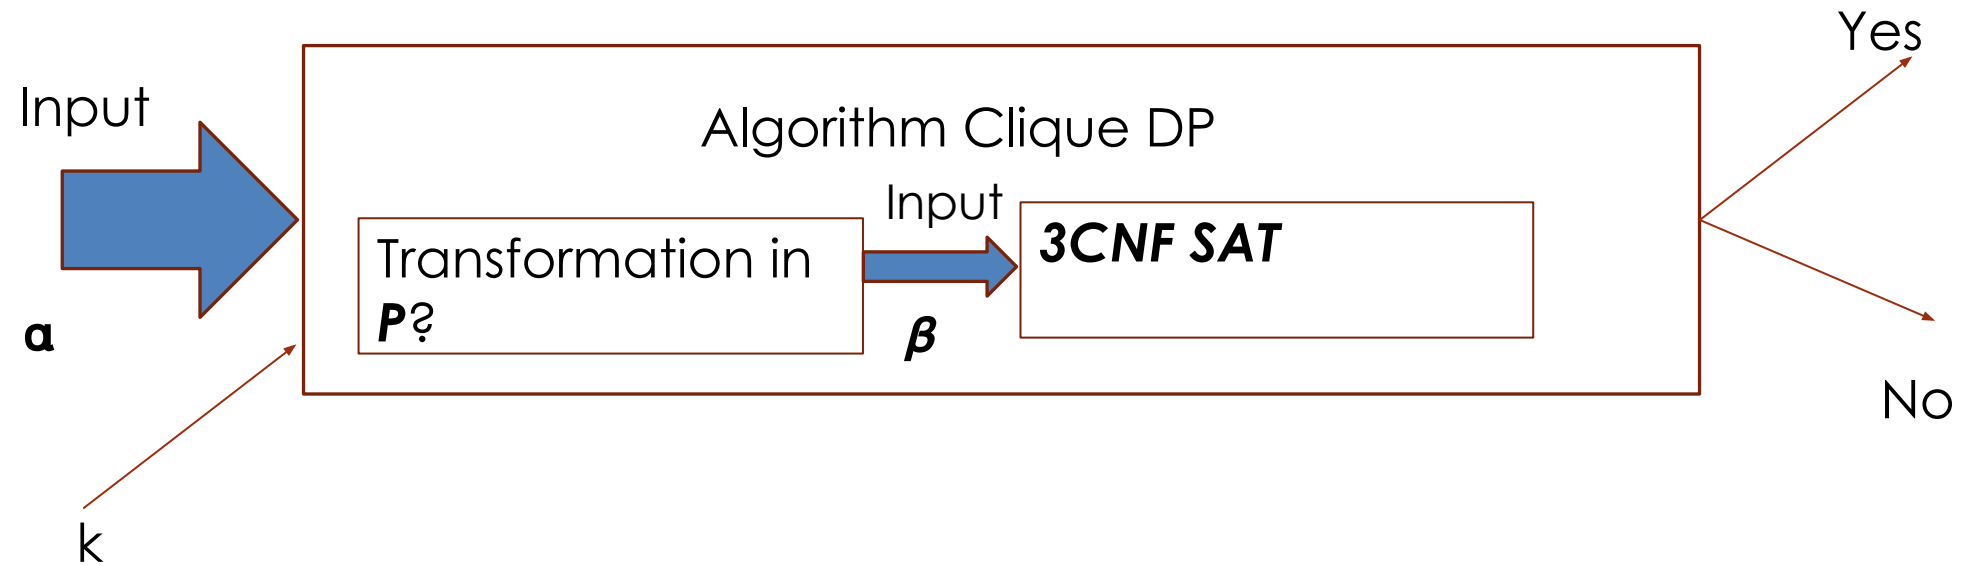 Yes
Input
Algorithm Clique DP
Input
3CNF SAT
Transformation in
P?
α
β
No
k